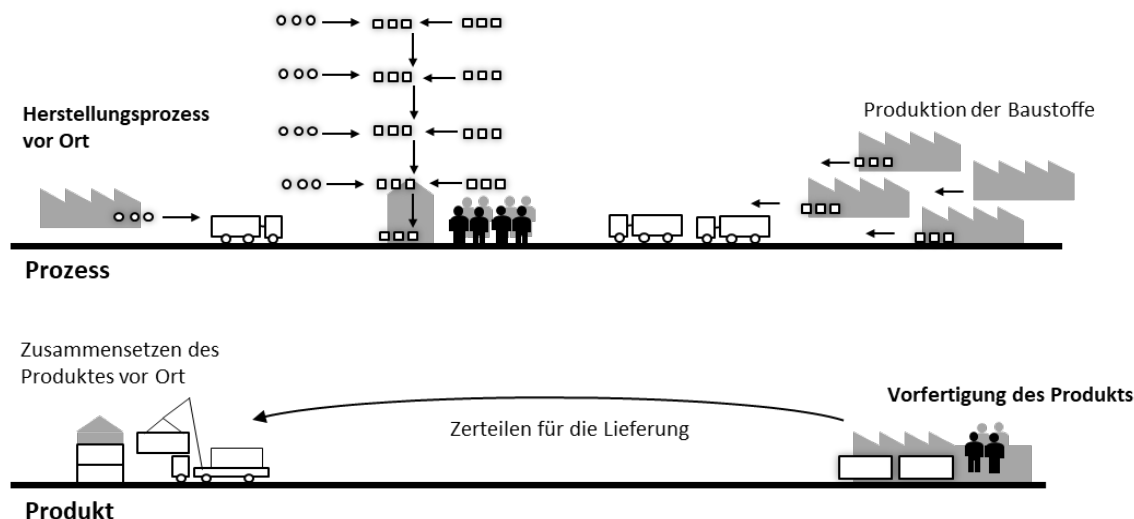 Herstellungsprozess
vor Ort
Produktion der Baustoffe
Prozess
Zusammensetzen des
Produktes vor Ort
Vorfertigung des Produkts
Zerteilen für die Lieferung
Produkt